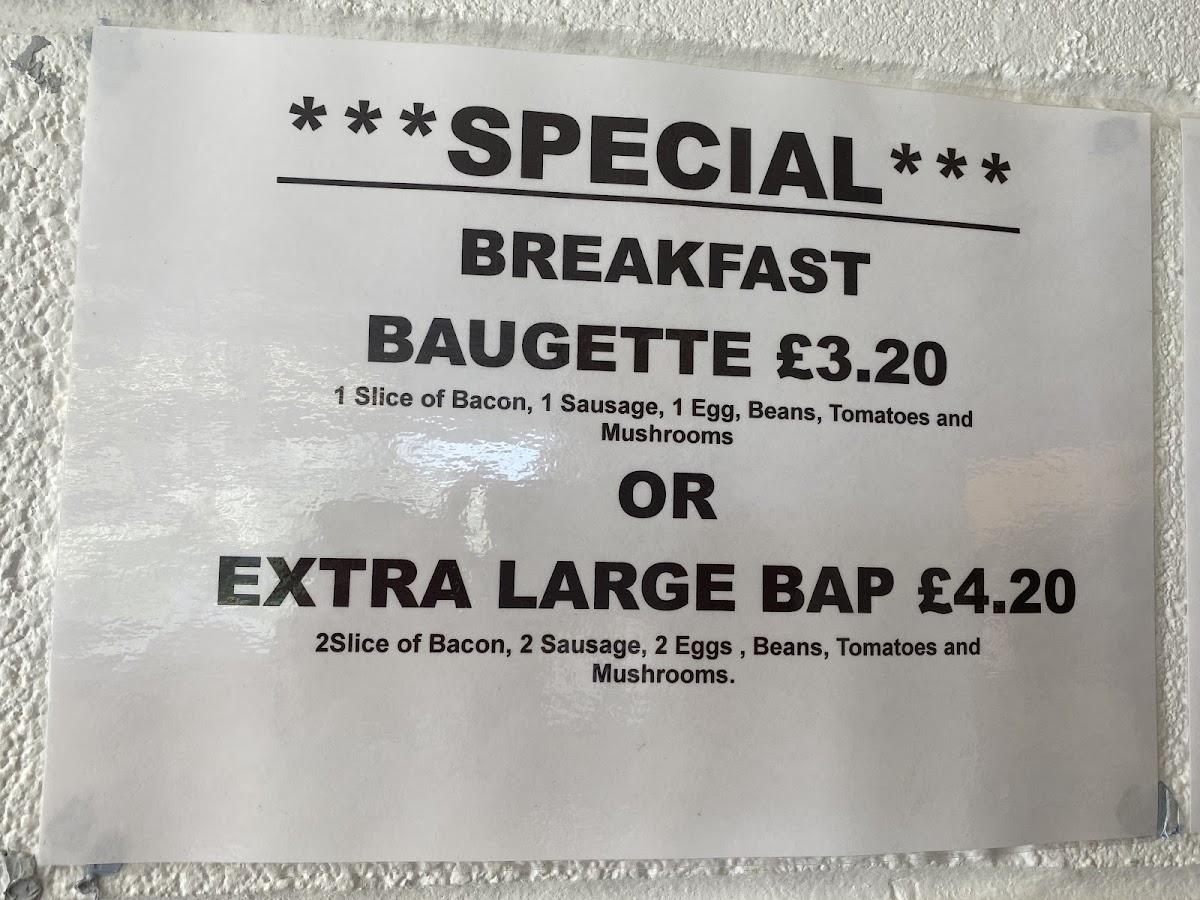 ***SPECIAL***
BREAKFAST
BAUGETTE £3.20
1 Slice of Bacon, 1 Sausage, 1 Egg, Beans, Tomatoes and
Mushrooms
OR
EXTRA LARGE BAP £4.20
2Slice of Bacon, 2 Sausage, 2 Eggs , Beans, Tomatoes and
Mushrooms.